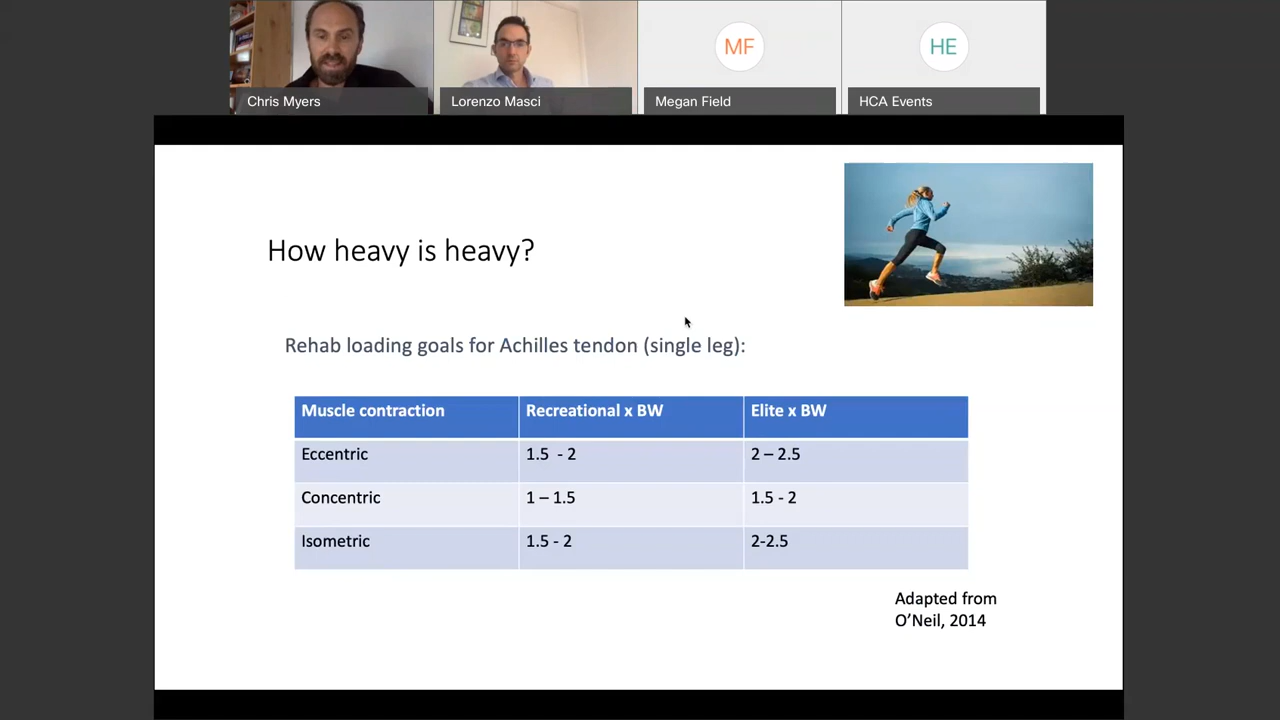 Chris Myers
Lorenzo Masci
MF
Megan Field
HE
HCA Events
How heavy is heavy?
Rehab loading goals for Achilles tendon (single leg):
Muscle contraction Recreational x BW Elite x BW
Eccentric 1.5 - 2 2 – 2.5
Concentric 1 – 1.5 1.5 - 2
Isometric 1.5 - 2 2-2.5
Adapted from
O’Neil, 2014